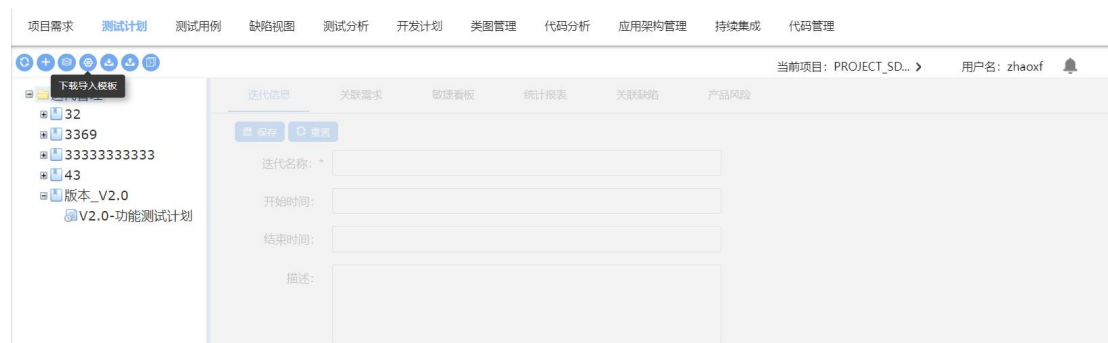 项目需求 测试计划 测试用例 缺陷视图 测试分析 开发计划 类图管理 代码分析 应用架构管理 持续集成 代码管理
当前项目：PROJECT_SD... 用户名：zhaoxf
下载导入模板
迭代信息 关联需求 敏捷看板 统计报表 关联缺陷 产品风险
32
3369
33333333333
43
版本_V2.0
V2.0-功能测试计划
保存 重置
迭代名称：*
开始时间：
结束时间：
描述：